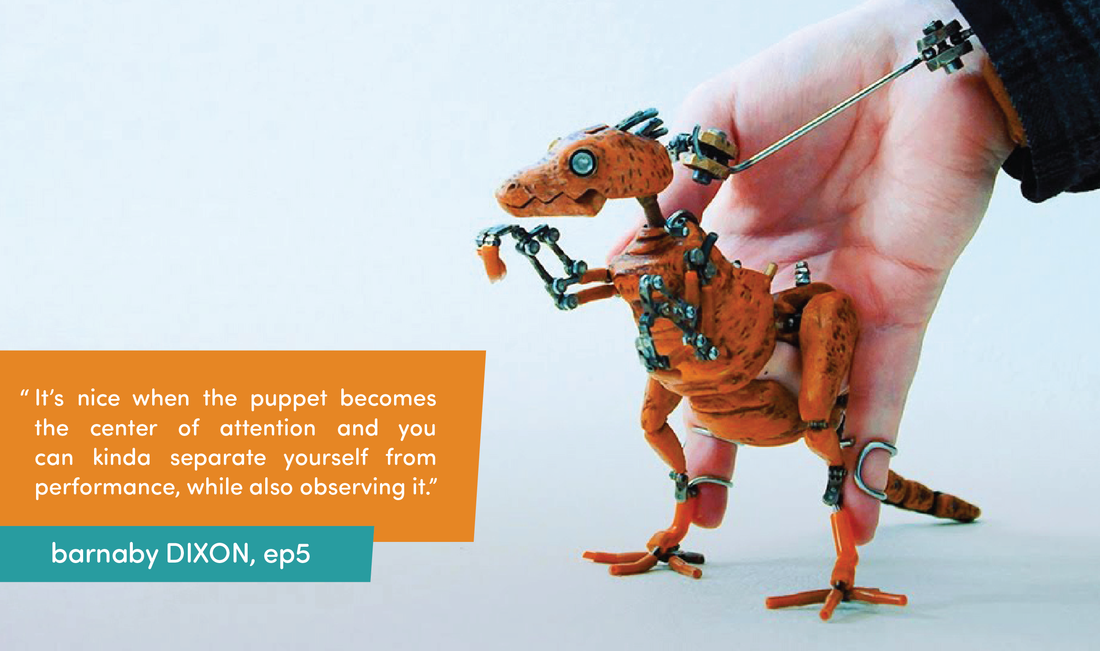 “ It’s nice when the puppet becomes
the center of attention and you
can kinda separate yourself from
performance, while also observing it.”
barnaby DIXON, ep5